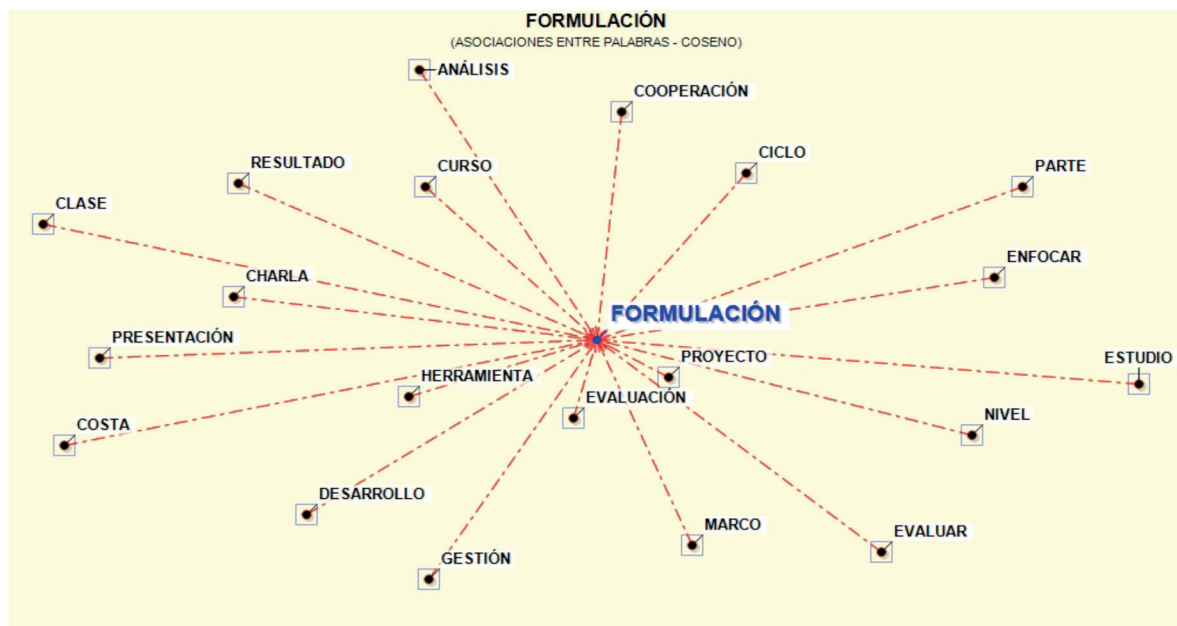 FORMULACIÓN
(ASOCIACIONES ENTRE PALABRAS - COSENO)
ANÁLISIS
COOPERACIÓN
CICLO
RESULTADO
CURSO
PARTE
CLASE
ENFOCAR
CHARLA
FORMULACIÓN
PRESENTACIÓN
PROYECTO
ESTUDIO
HERRAMIENTA
EVALUACIÓN
NIVEL
COSTA
DESARROLLO
MARCO
EVALUAR
GESTIÓN